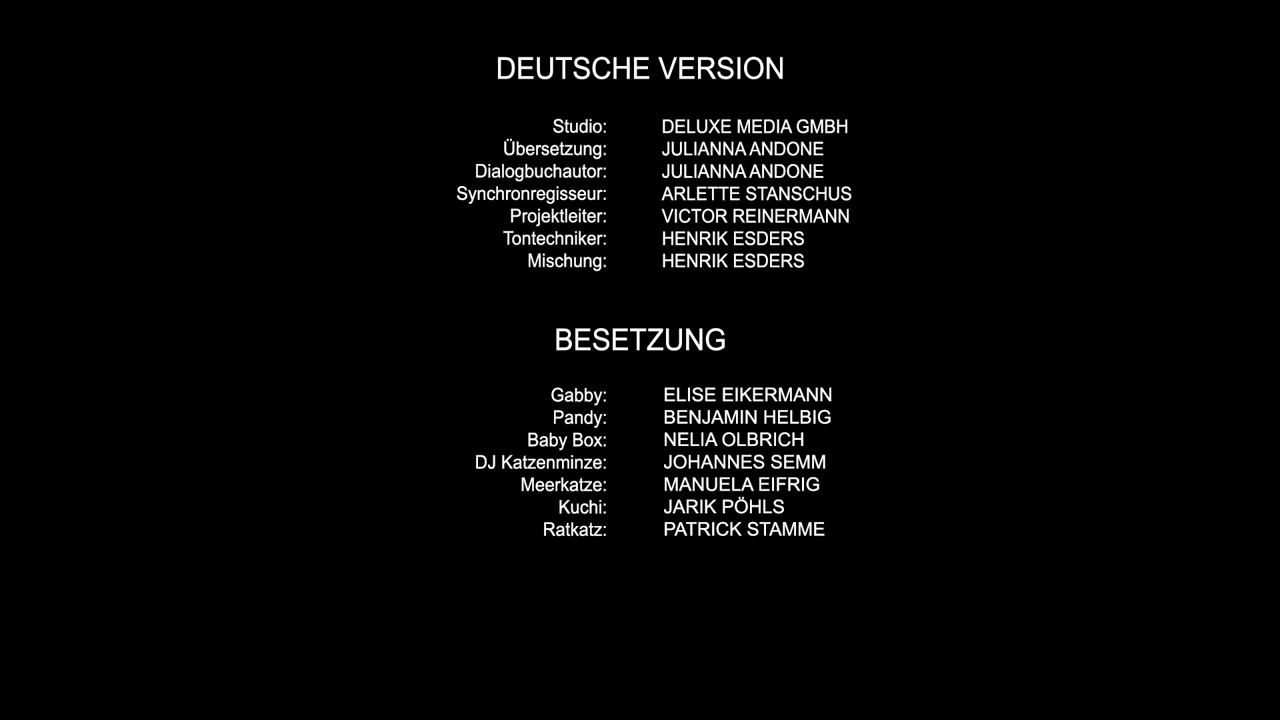 DEUTSCHE VERSION
Studio: DELUXE MEDIA GMBH
Übersetzung: JULIANNA ANDONE
Dialogbuchautor: JULIANNA ANDONE
Synchronregisseur: ARLETTE STANSCHUS
Projektleiter: VICTOR REINERMANN
Tontechniker: HENRIK ESDERS
Mischung: HENRIK ESDERS
BESETZUNG
Gabby: ELISE EIKERMANN
Pandy: BENJAMIN HELBIG
Baby Box: NELIA OLBRICH
DJ Katzenminze: JOHANNES SEMM
Meerkatze: MANUELA EIFRIG
Kuchi: JARIK PÖHLS
Ratkatz: PATRICK STAMME